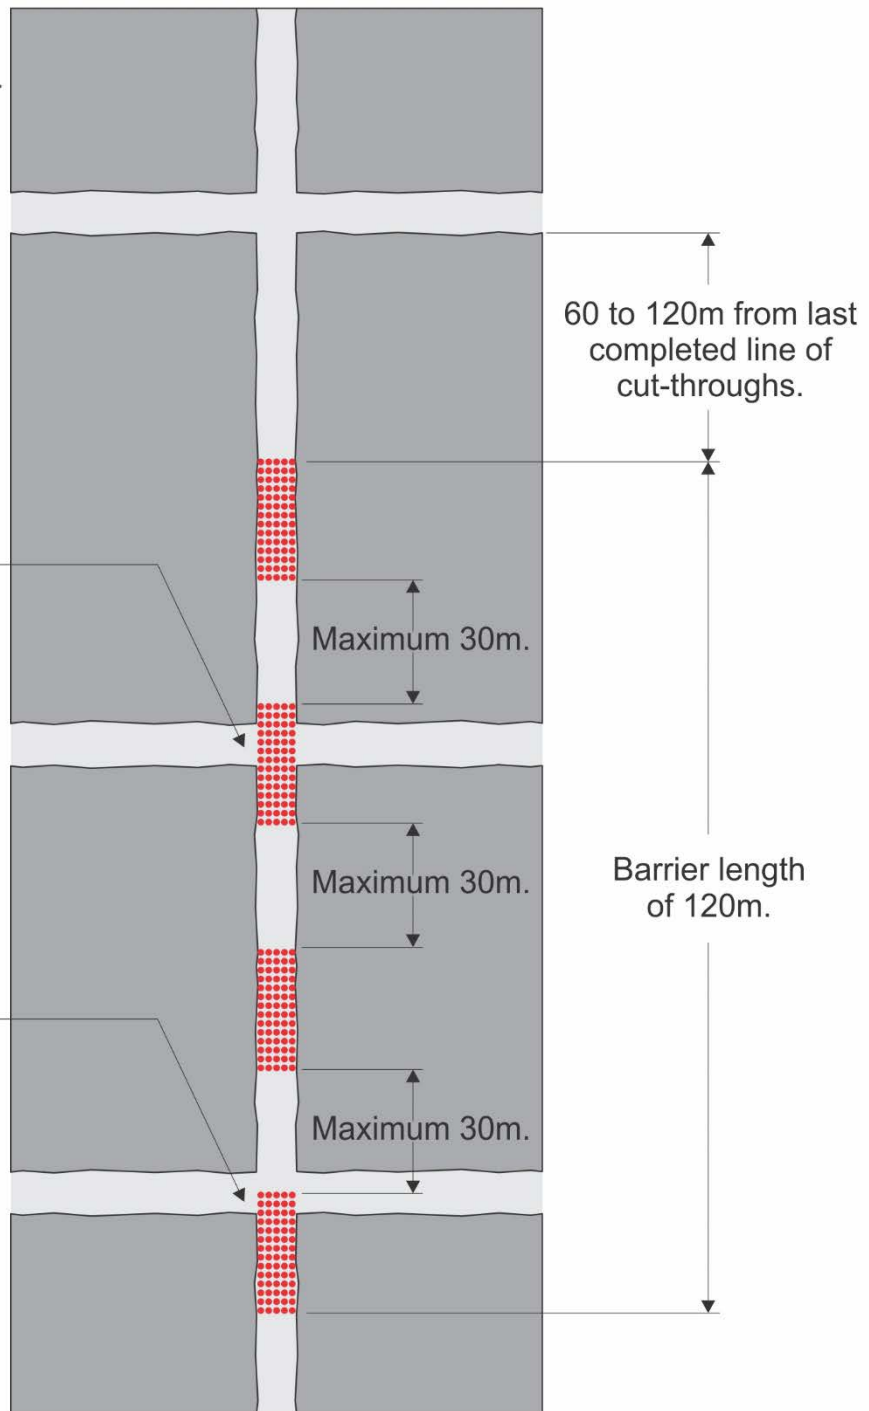 60 to 120m from last
completed line of
cut-throughs.
Maximum 30m.
Maximum 30m.
Barrier length
of 120m.
Maximum 30m.